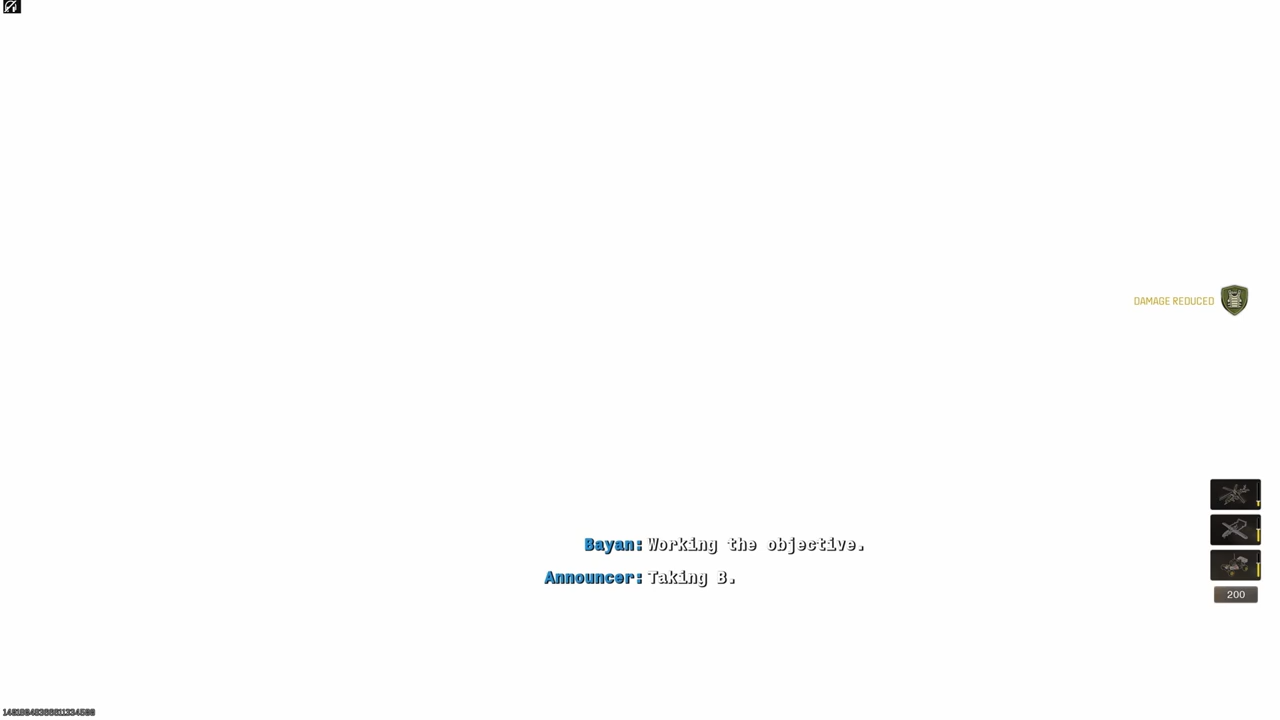 DAMAGE REDUCED
Bayan: Working the objective.
Announcer: Taking B.
200